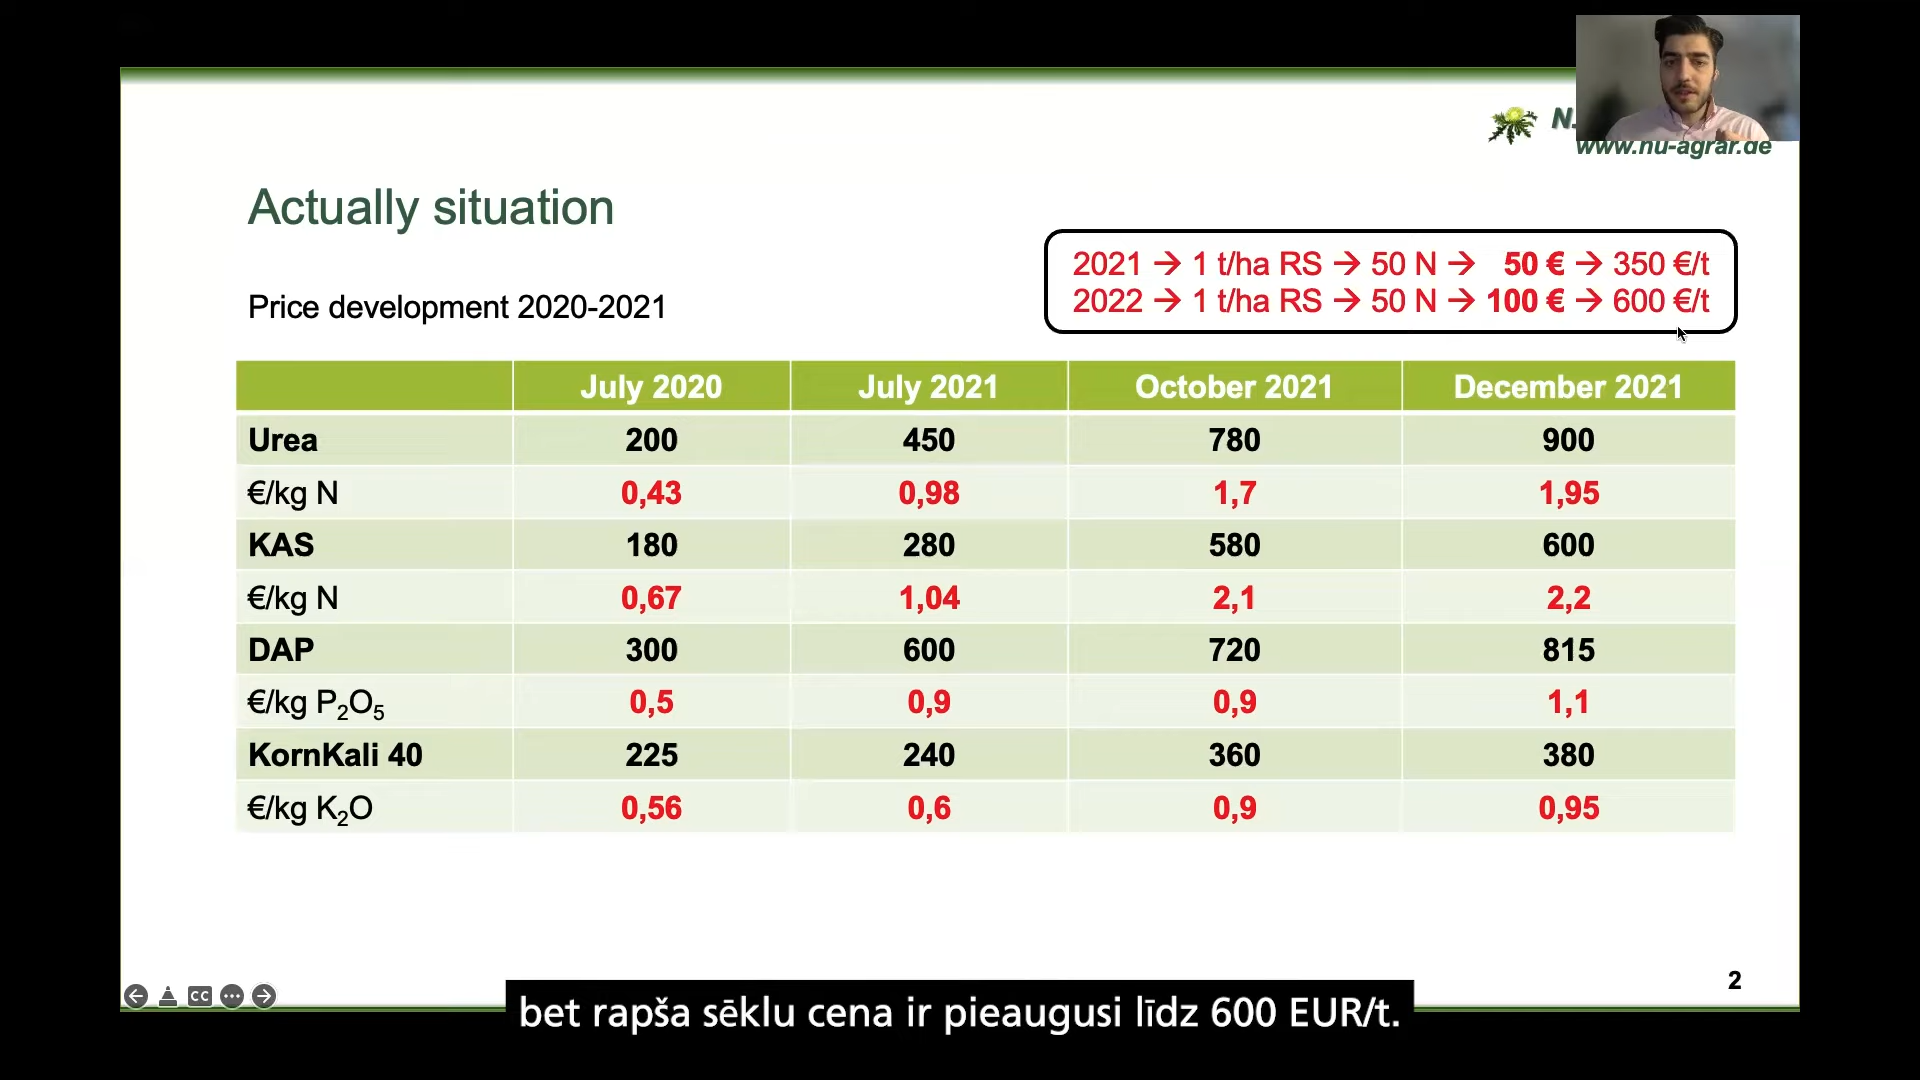 N.
www.nu-agrar.de
Actually situation
2021 → 1 t/ha RS → 50 N → 50 € → 350 €/t
2022 → 1 t/ha RS → 50 N → 100 € → 600 €/t
Price development 2020-2021
July 2020 July 2021 October 2021 December 2021
Urea 200 450 780 900
€/kg N 0,43 0,98 1,7 1,95
KAS 180 280 580 600
€/kg N 0,67 1,04 2,1 2,2
DAP 300 600 720 815
€/kg P₂O₅ 0,5 0,9 0,9 1,1
KornKali 40 225 240 360 380
€/kg K₂O 0,56 0,6 0,9 0,95
2
CC
bet rapša sēklu cena ir pieaugusi līdz 600 EUR/t.